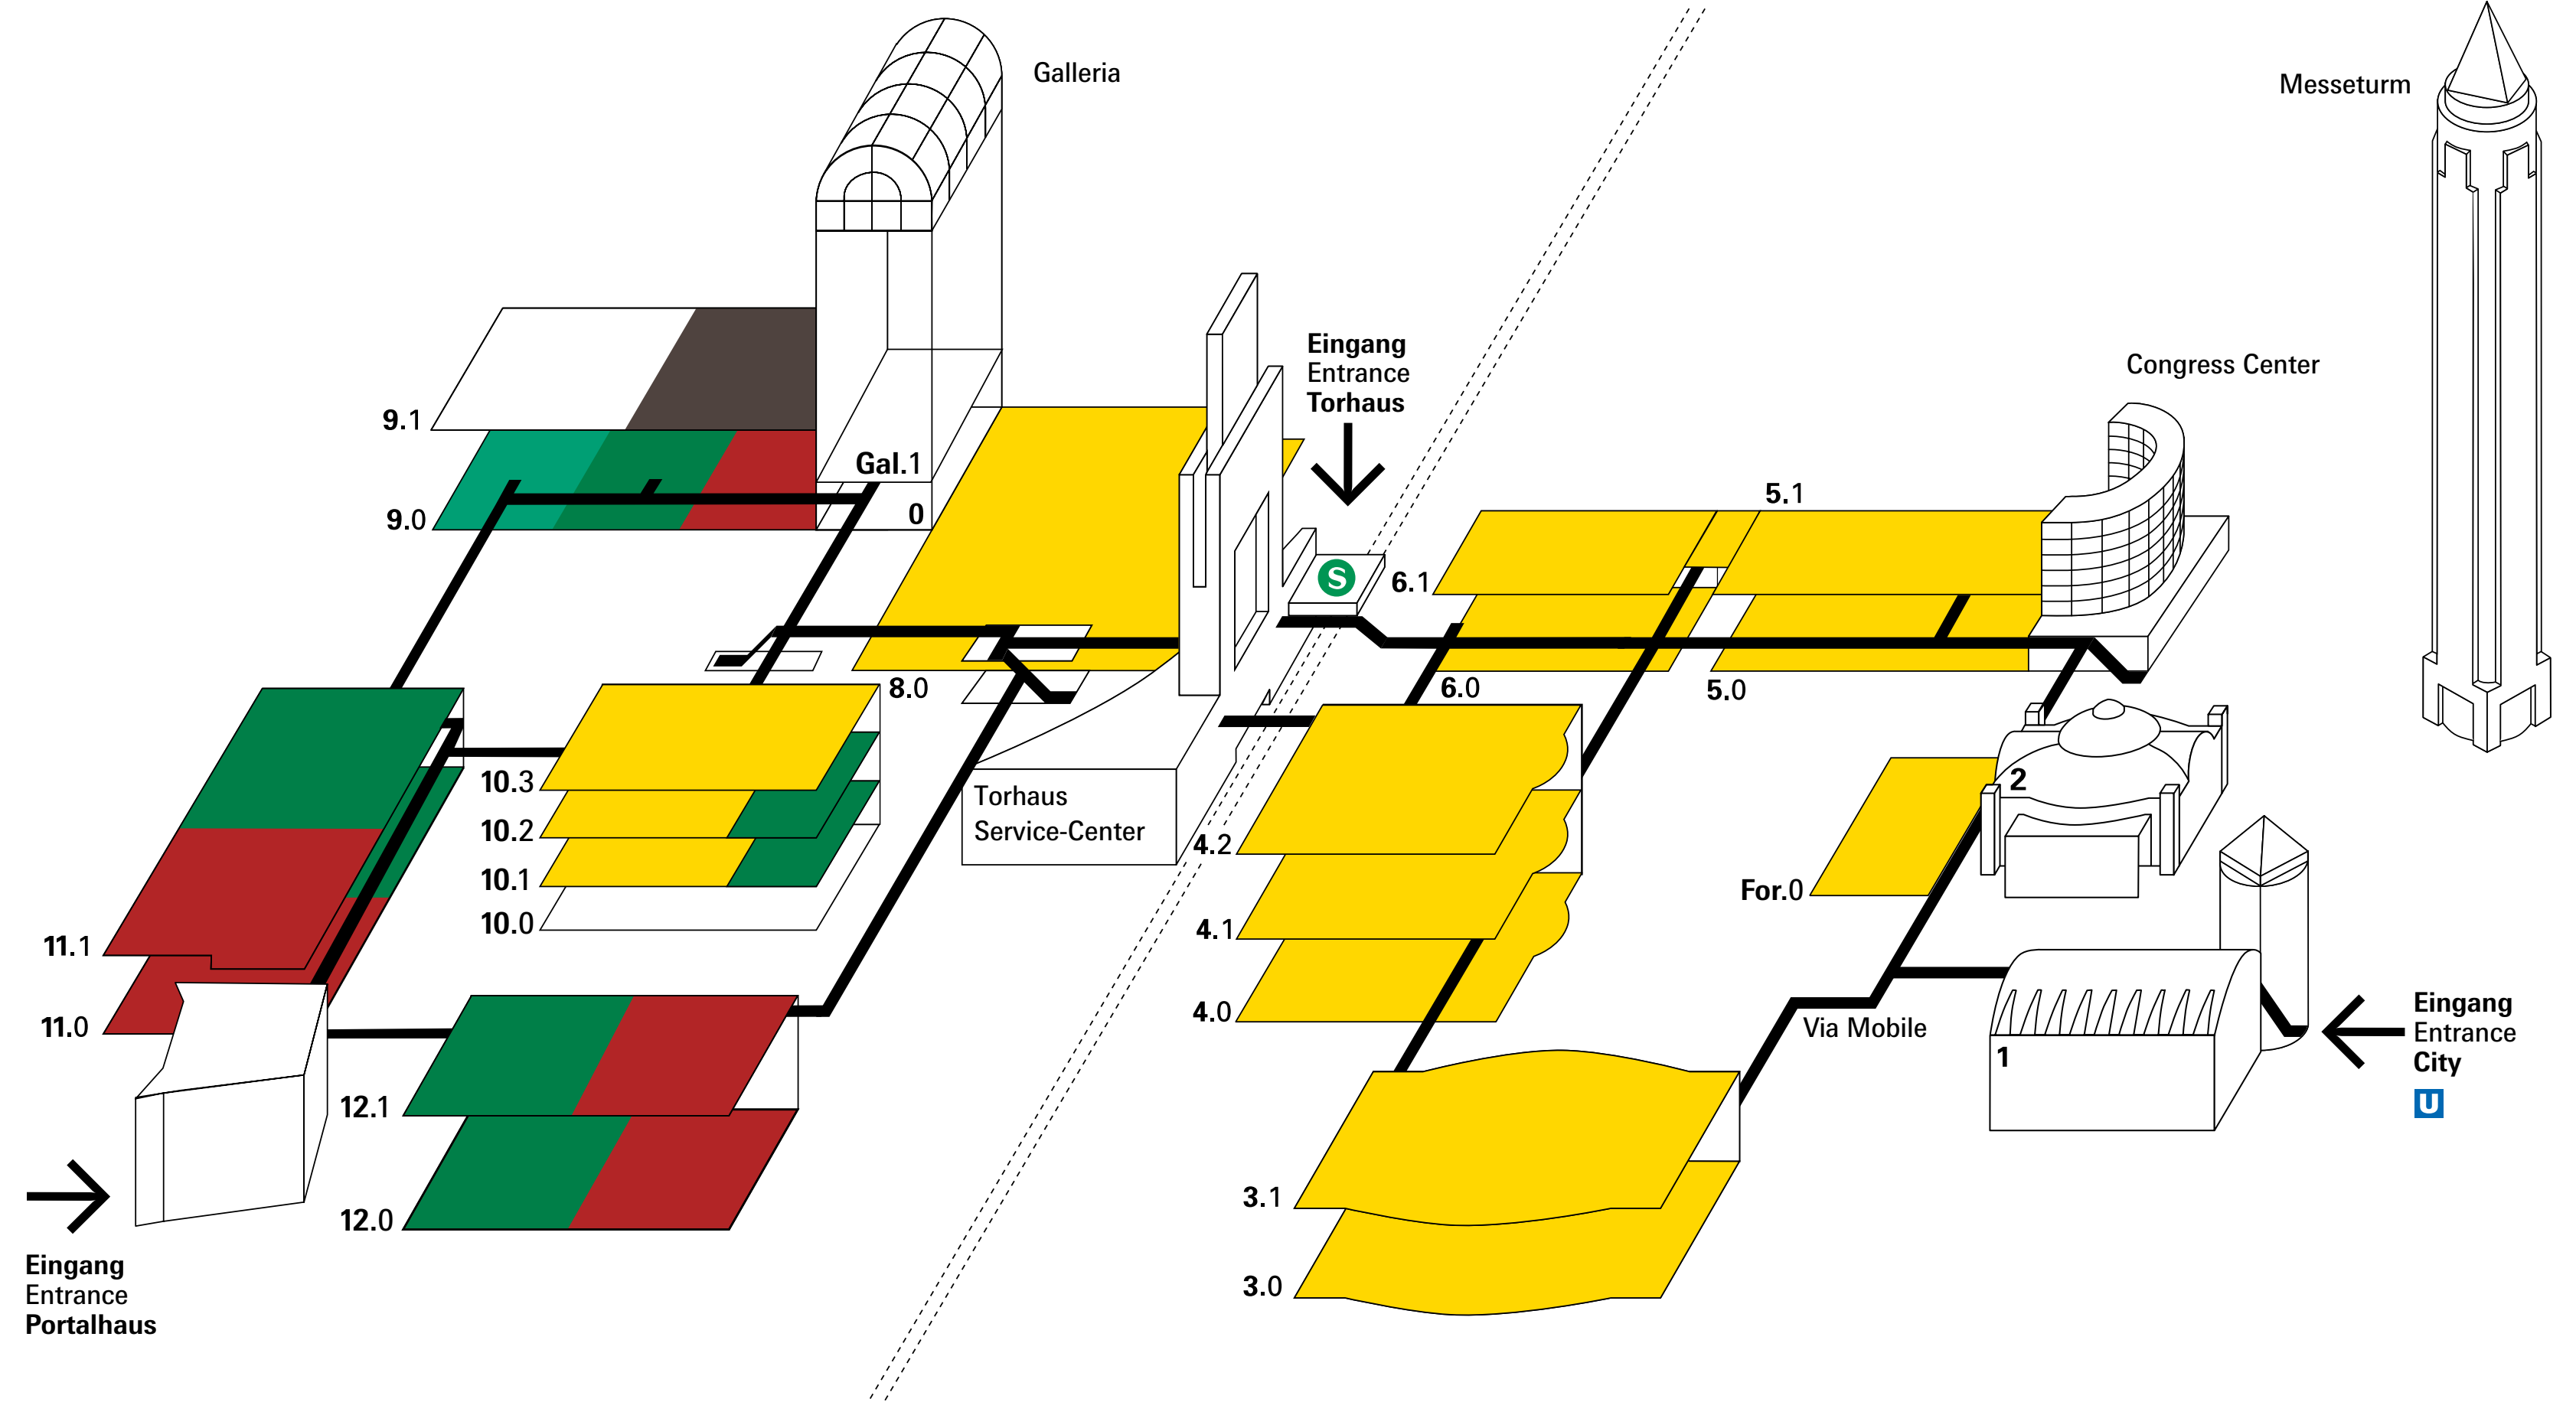 Galleria
Messeturm
Eingang
Entrance
Torhaus
Congress Center
9.1
Gal.1
0
9.0
5.1
S
6.1
8.0
6.0
5.0
10.3
10.2
10.1
10.0
Torhaus
Service-Center
4.2
4.1
4.0
2
For.0
11.1
11.0
Via Mobile
1
Eingang
Entrance
City
U
12.1
12.0
3.1
3.0
Eingang
Entrance
Portalhaus